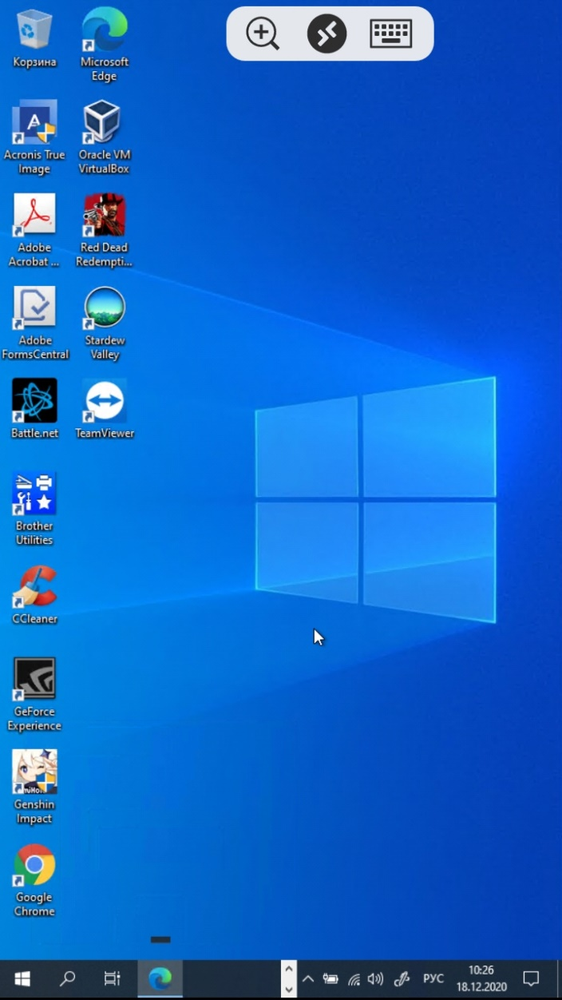 Корзина
Microsoft
Edge
Acronis True
Image
Oracle VM
VirtualBox
Adobe
Acrobat ...
Red Dead
Redempti...
Adobe
FormsCentral
Stardew
Valley
Battle.net
TeamViewer
Brother
Utilities
CCleaner
GeForce
Experience
Genshin
Impact
Google
Chrome
РУС
10:26
18.12.2020